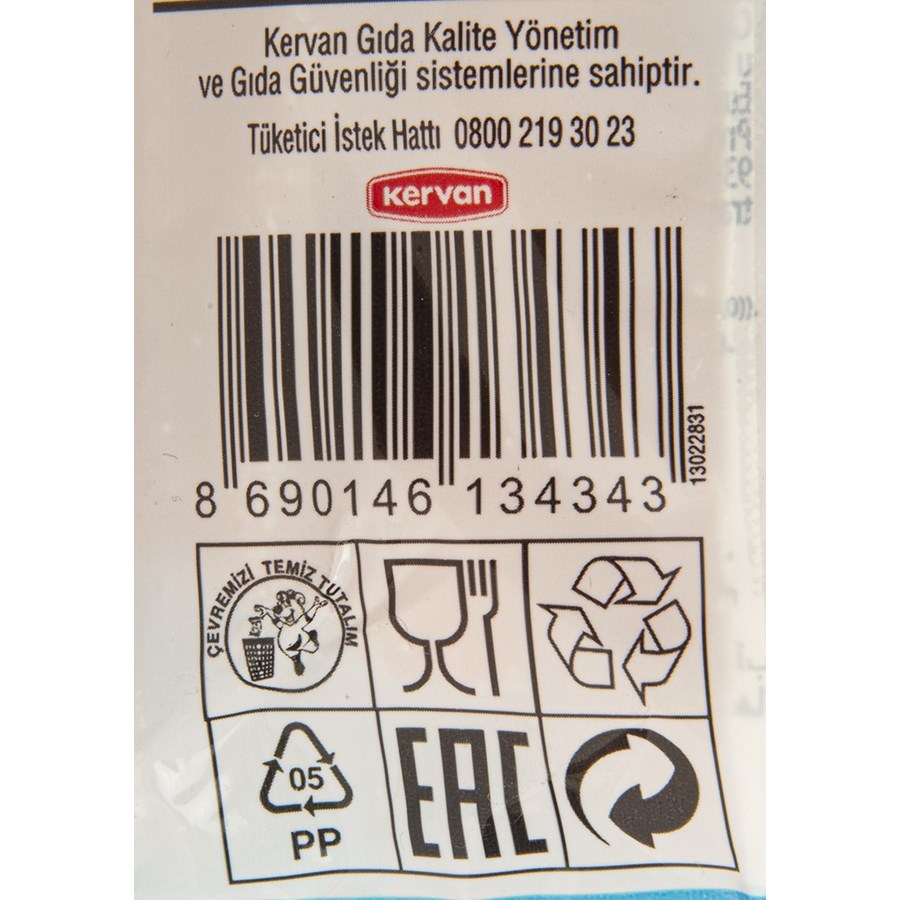 Kervan Gıda Kalite Yönetim
ve Gıda Güvenliği sistemlerine sahiptir.
Tüketici İstek Hattı 0800 219 30 23
Kervan
13022831
8 690146 134343
ÇEVREMİZİ TEMİZ TUTALIM
05
PP
EAC